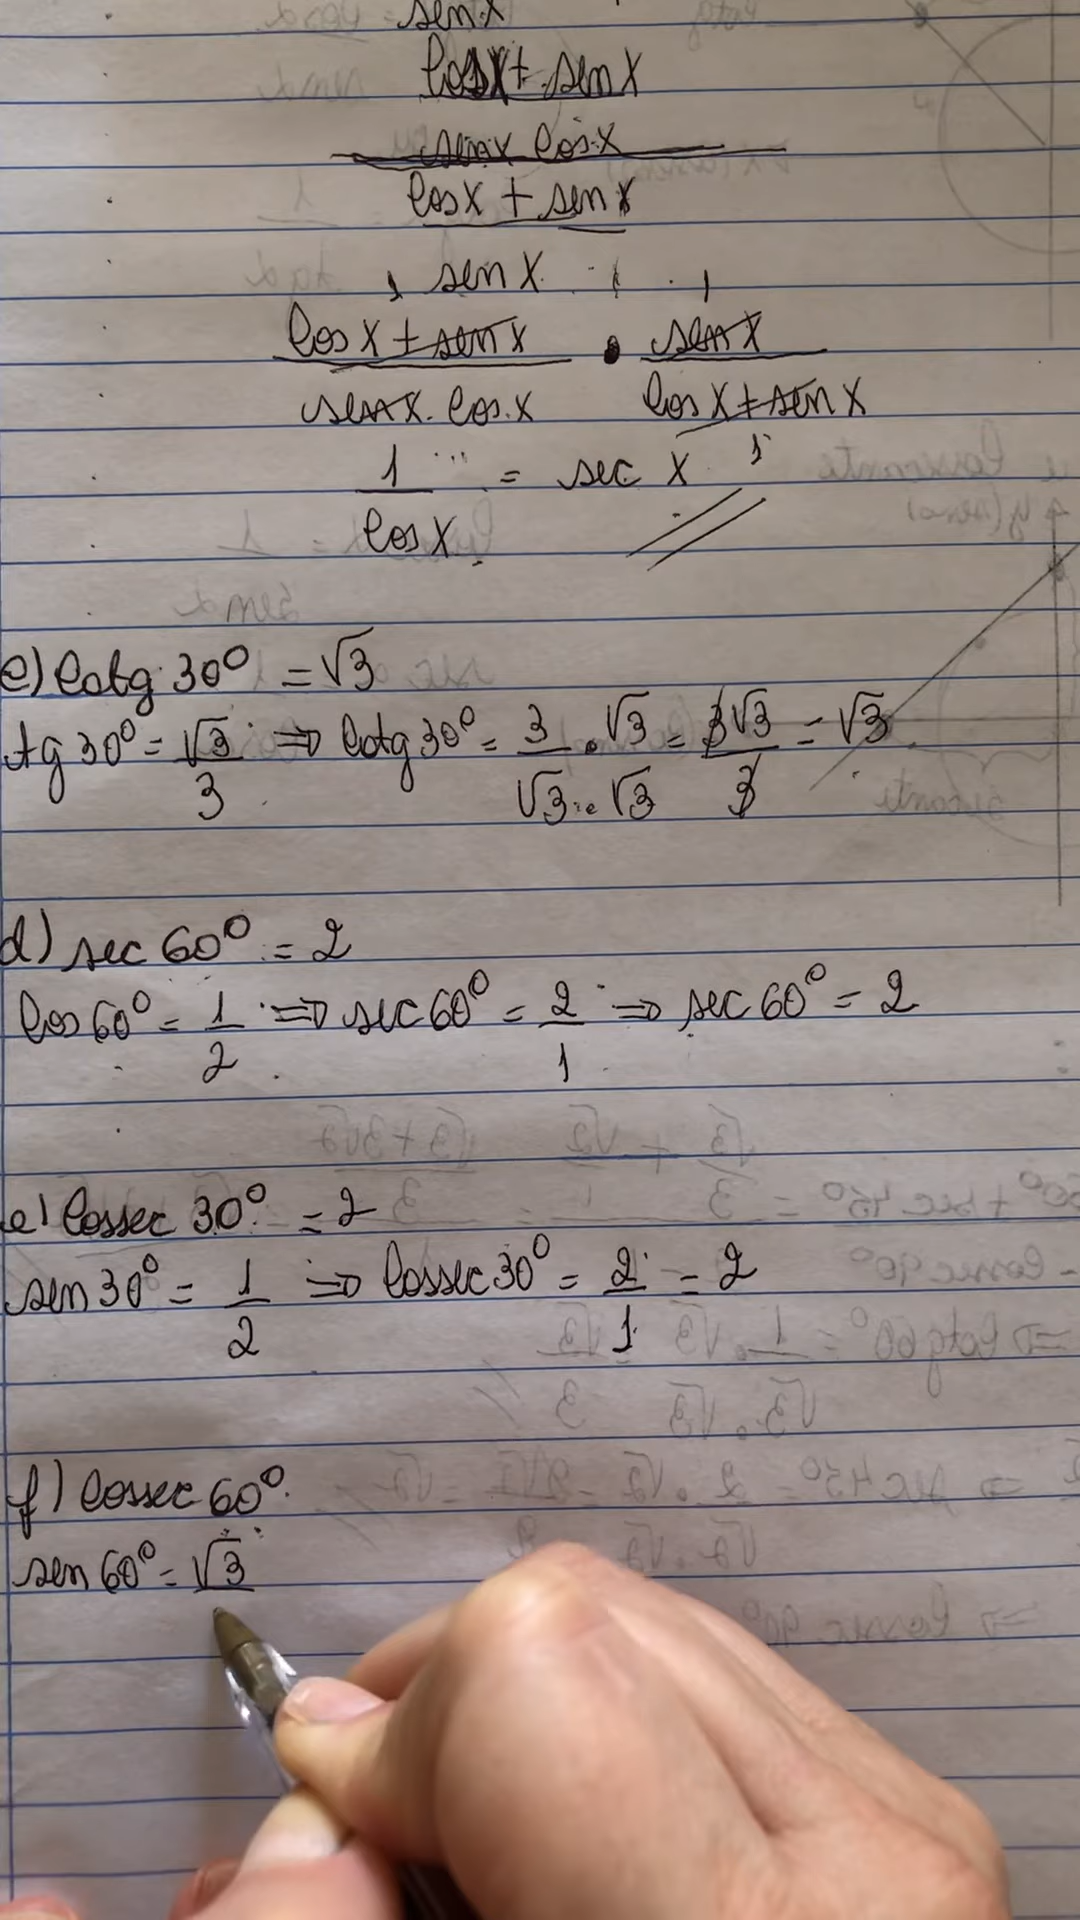 sen x
cos x + sen x
sen x cos x
cos x + sen x
sen x
cos x + sen x . sen x
sen x . cos x cos x + sen x
1 = sec x 1
cos x
c) cotg 30° = √3
tg 30° = √3 ⇒ cotg 30° = 3 . √3 = 3√3 = √3
3 √3 . √3 3
d) sec 60° = 2
cos 60° = 1 ⇒ sec 60° = 2 ⇒ sec 60° = 2
2 1
e) cossec 30° = 2
sen 30° = 1 ⇒ cossec 30° = 2 = 2
2 1
f) cossec 60°
sen 60° = √3